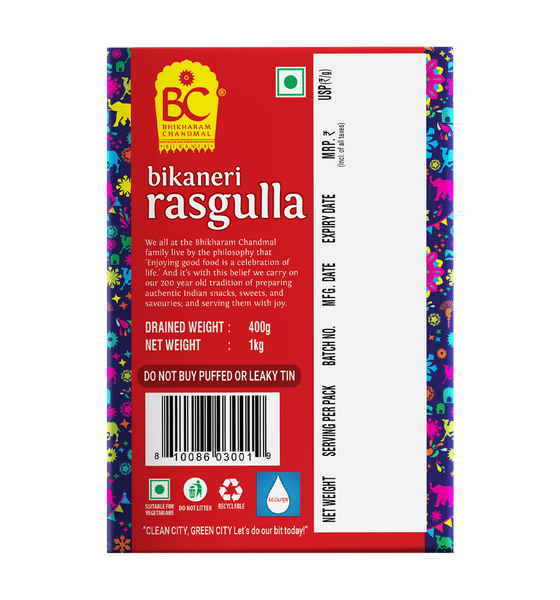 BC®
BHIKHARAM
CHANDMAL
bikaneri
rasgulla
We all at the Bhikharam Chandmal
family live by the philosophy that
'Enjoying good food is a celebration of
life.' And it's with this belief we carry on
our 200 year old tradition of preparing
authentic Indian snacks, sweets, and
savouries; and serving them with joy.
DRAINED WEIGHT : 400g
NET WEIGHT : 1kg
DO NOT BUY PUFFED OR LEAKY TIN
8 10086 03001 9
SUITABLE FOR
VEGETARIANS
DO NOT LITTER
RECYCLABLE
"CLEAN CITY, GREEN CITY Let's do our bit today!"
NET WEIGHT
SERVING PER PACK
BATCH NO.
MFG. DATE
EXPIRY DATE
MRP. ₹
(Incl. of all taxes)
USP(₹/g)